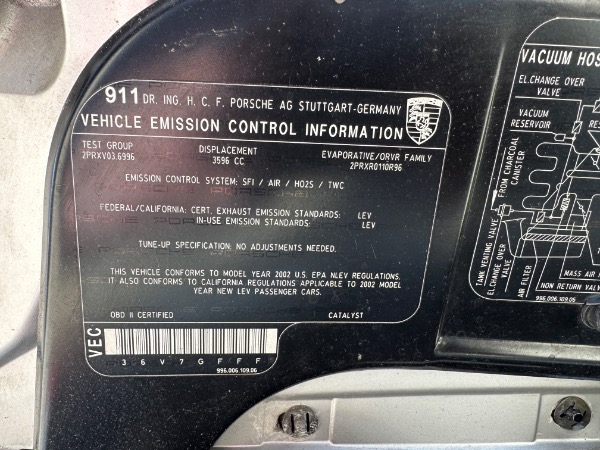 911 DR. ING. H. C. F. PORSCHE AG STUTTGART-GERMANY
VEHICLE EMISSION CONTROL INFORMATION
TEST GROUP
2PRXV03.6996
DISPLACEMENT
3596 CC
EVAPORATIVE/ORVR FAMILY
2PRXR0110R96
EMISSION CONTROL SYSTEM: SFI / AIR / HO2S / TWC
FEDERAL/CALIFORNIA: CERT. EXHAUST EMISSION STANDARDS: LEV
IN-USE EMISSION STANDARDS: LEV
TUNE-UP SPECIFICATION: NO ADJUSTMENTS NEEDED.
THIS VEHICLE CONFORMS TO MODEL YEAR 2002 U.S. EPA NLEV REGULATIONS.
IT ALSO CONFORMS TO CALIFORNIA REGULATIONS APPLICABLE TO 2002 MODEL
YEAR NEW LEV PASSENGER CARS.
OBD II CERTIFIED
CATALYST
VEC
36V7GFFF
996.006.109.06
VACUUM HOS
EL.CHANGE OVER
VALVE
VACUUM
RESERVOIR
FROM CHARCOAL
CANISTER
TANK VENTING VALVE
EL.CHANGE OVER
VALVE
AIR FILTER
MASS AIR
NON RETURN VAL
996.006.109.06